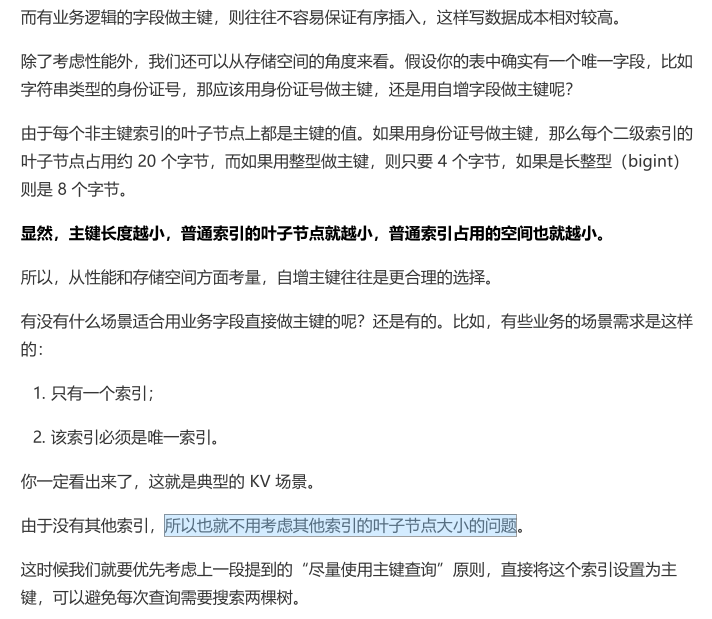 而有业务逻辑的字段做主键，则往往不容易保证有序插入，这样写数据成本相对较高。
除了考虑性能外，我们还可以从存储空间的角度来看。假设你的表中确实有一个唯一字段，比如
字符串类型的身份证号，那应该用身份证号做主键，还是用自增字段做主键呢？
由于每个非主键索引的叶子节点上都是主键的值。如果用身份证号做主键，那么每个二级索引的
叶子节点占用约 20 个字节，而如果用整型做主键，则只要 4 个字节，如果是长整型（bigint）
则是 8 个字节。
显然，主键长度越小，普通索引的叶子节点就越小，普通索引占用的空间也就越小。
所以，从性能和存储空间方面考量，自增主键往往是更合理的选择。
有没有什么场景适合用业务字段直接做主键的呢？还是有的。比如，有些业务的场景需求是这样
的：
1. 只有一个索引；
2. 该索引必须是唯一索引。
你一定看出来了，这就是典型的 KV 场景。
由于没有其他索引，所以也就不用考虑其他索引的叶子节点大小的问题。
这时候我们就要优先考虑上一段提到的“尽量使用主键查询”原则，直接将这个索引设置为主
键，可以避免每次查询需要搜索两棵树。